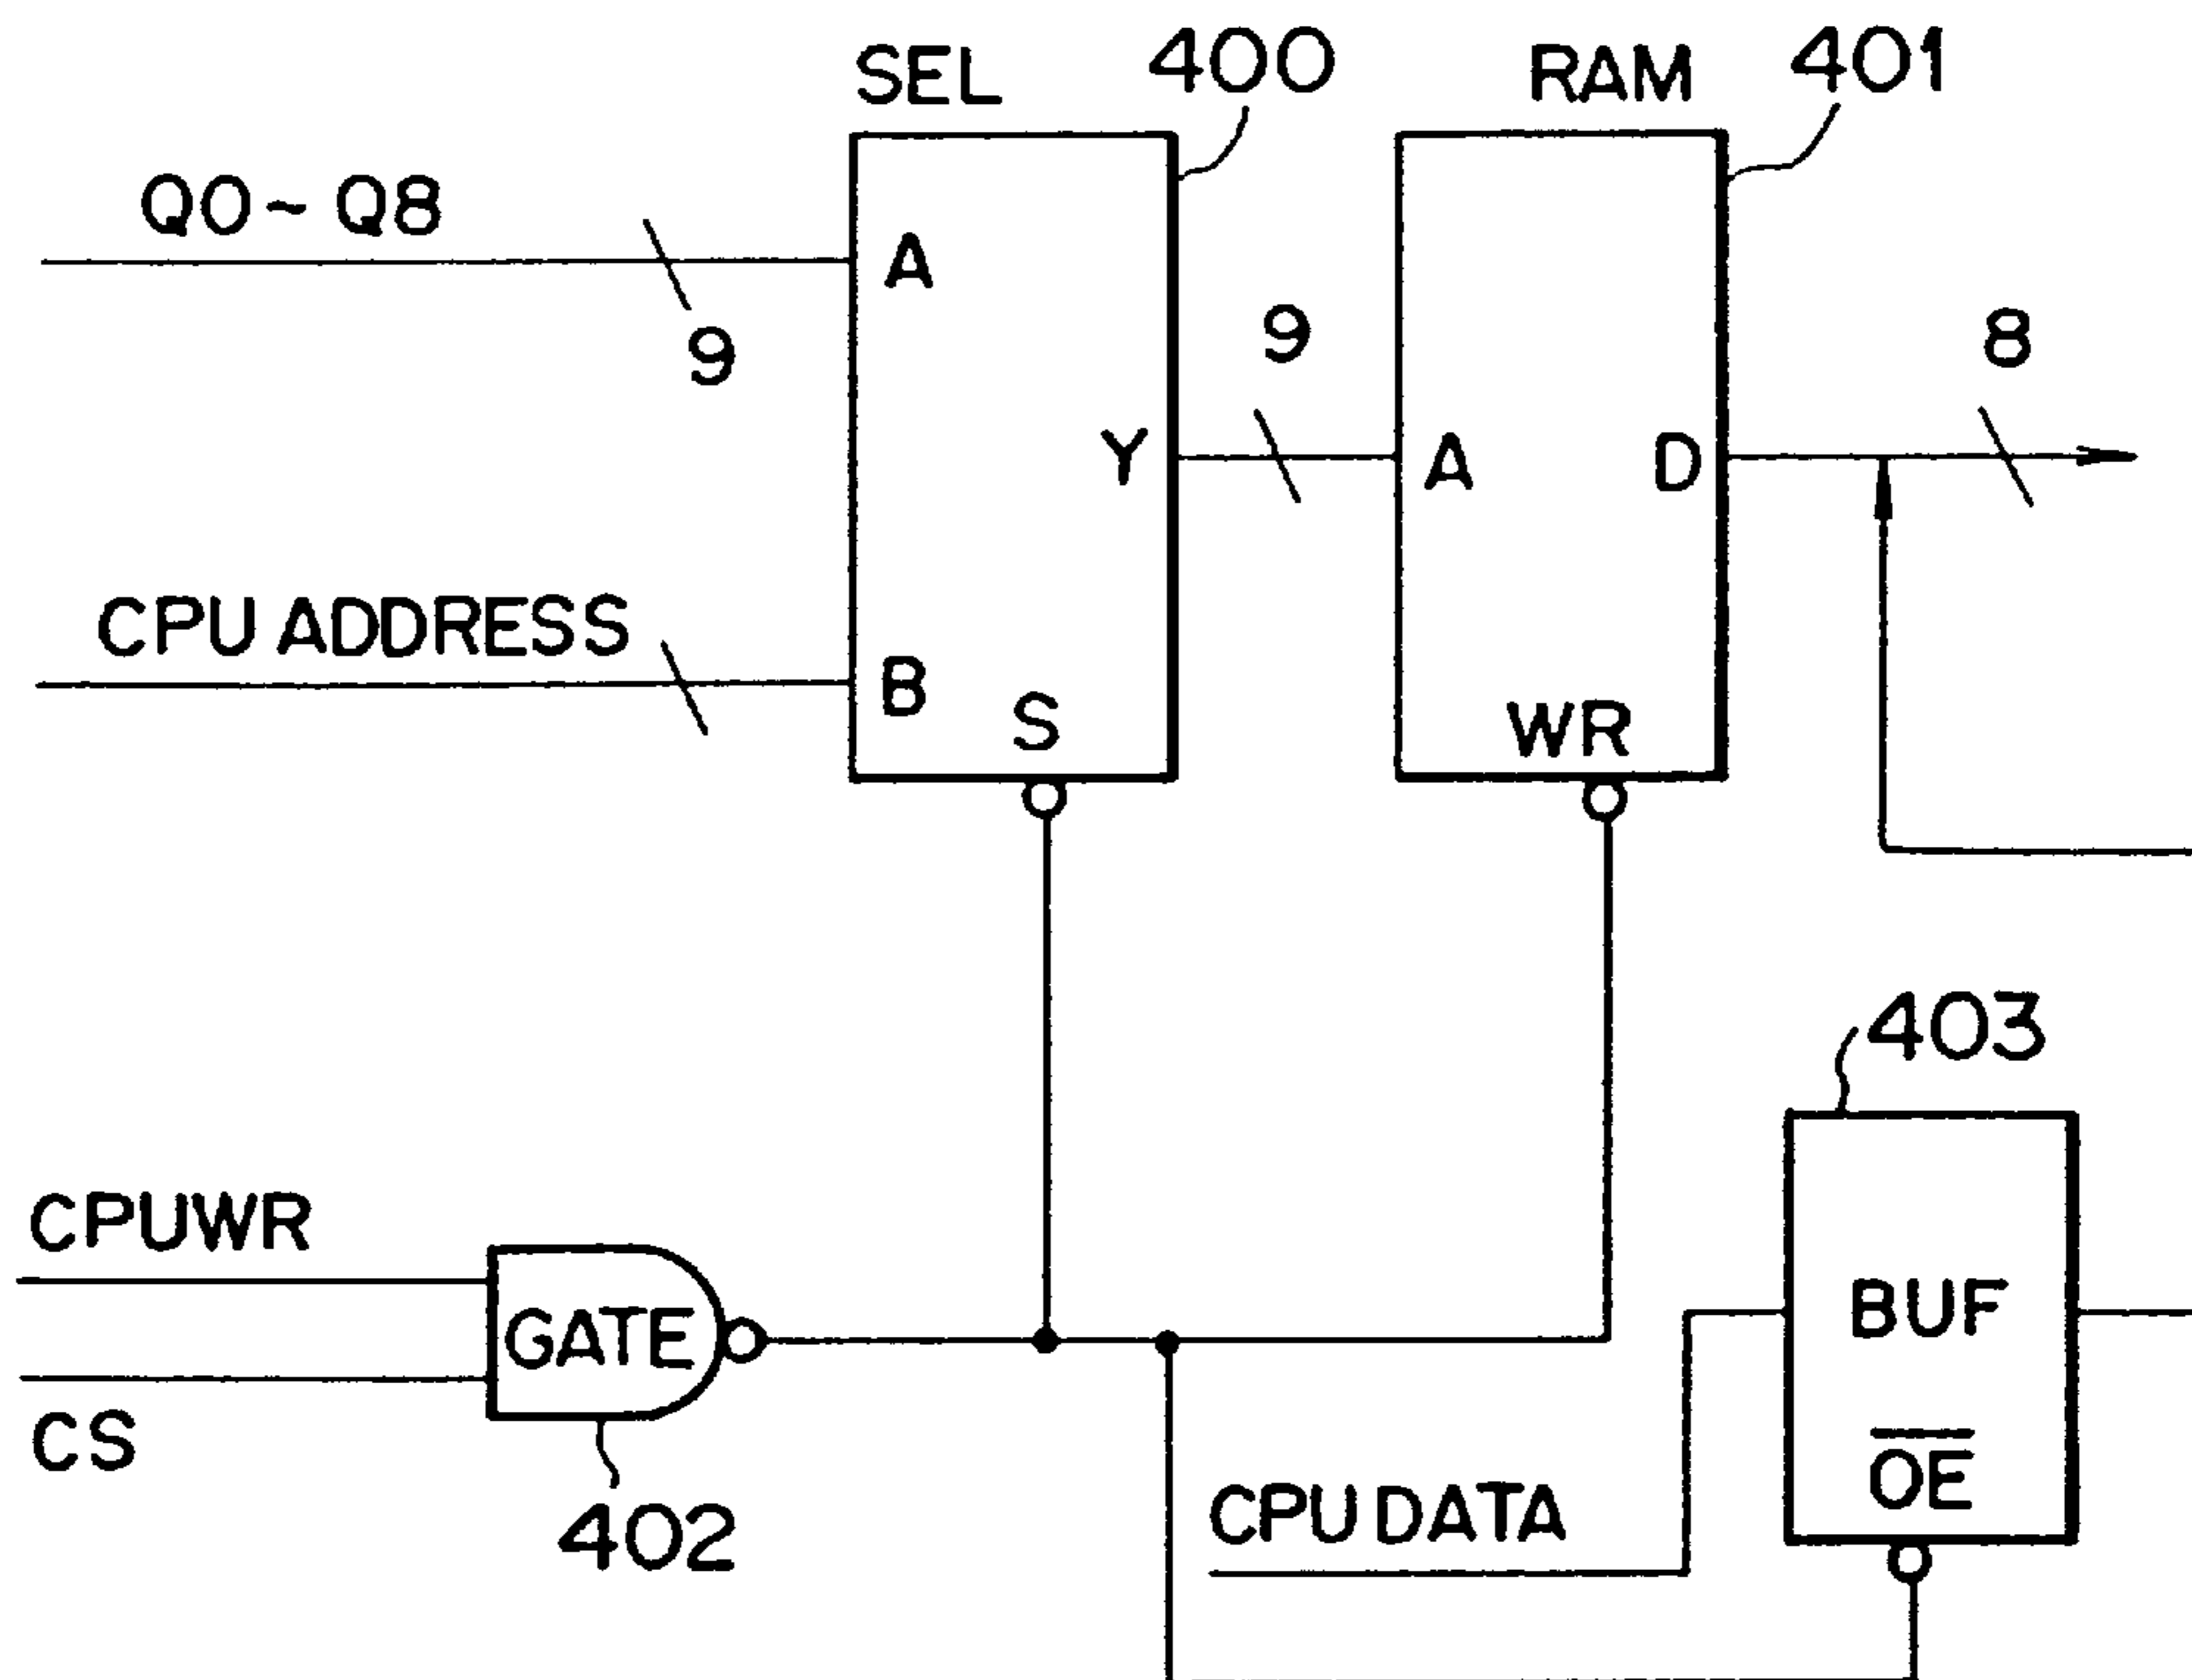 SEL
400
RAM
401
Q0~Q8
9
A
Y
9
A
D
8
CPU ADDRESS
B
S
WR
403
CPUWR
GATE
CS
402
BUF
OE
CPU DATA